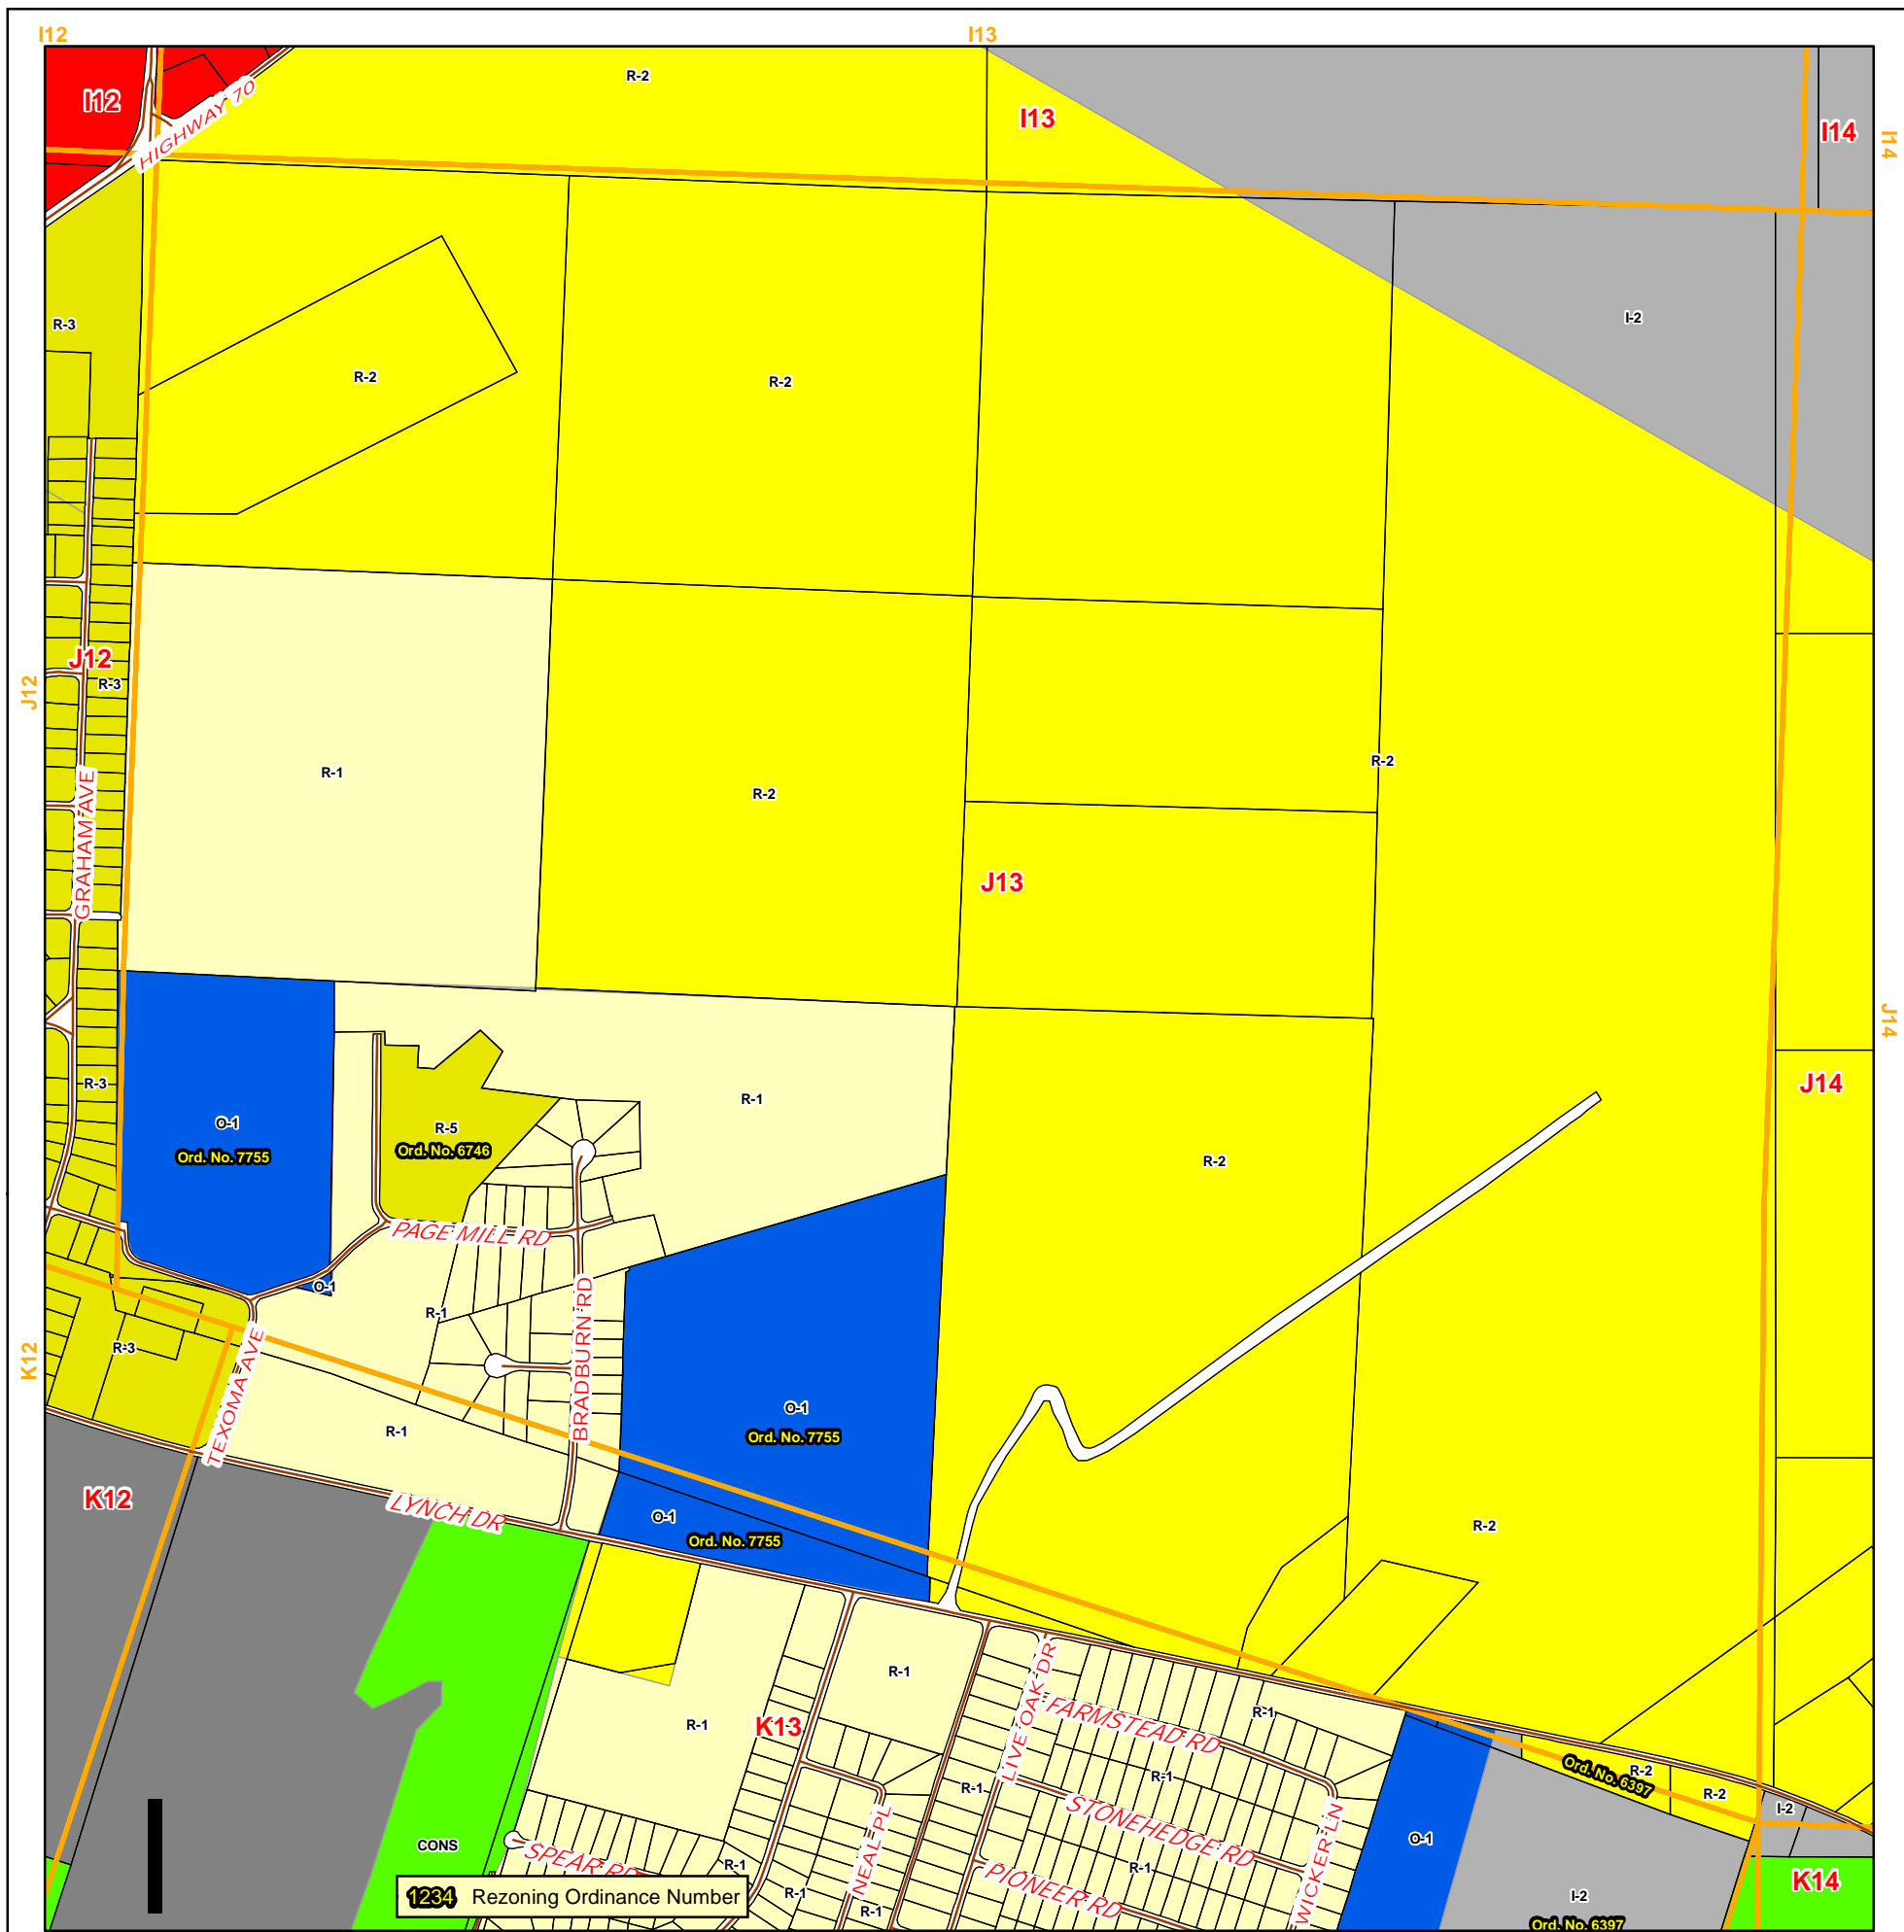 I12
I13
I12
HIGHWAY 70
R-2
I13
I14
I14
R-3
R-2
R-2
I-2
J12
J12
R-3
GRAHAM AVE
R-1
R-2
R-2
J13
J14
J14
R-3
O-1
Ord. No. 7755
R-5
Ord. No. 6746
R-1
R-2
PAGE MILL RD
O-1
R-1
BRADBURN RD
K12
R-3
TEXOMA AVE
R-1
O-1
Ord. No. 7755
K12
LYNCH DR
O-1
Ord. No. 7755
R-2
R-1
R-1
K13
LIVE OAK DR
FARMSTEAD RD
R-1
R-1
R-1
STONEHEDGE RD
WICKER LN
Ord. No. 6397
R-2
R-2
I-2
O-1
CONS
SPEAR RD
R-1
NEAL PL
R-1
R-1
PIONEER RD
R-1
K14
I-2
Ord. No. 6397
1234 Rezoning Ordinance Number